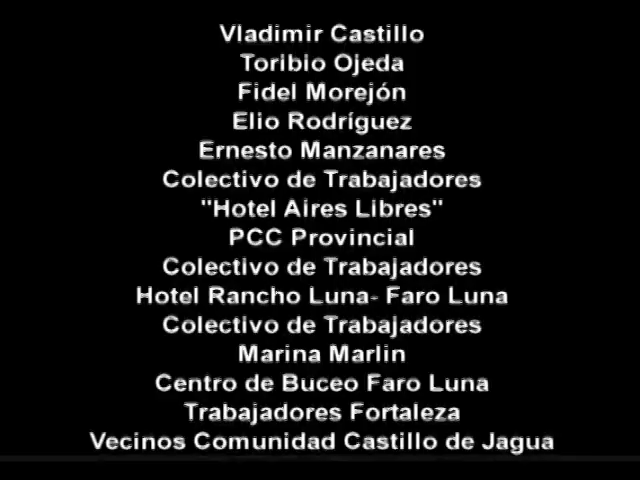 Vladimir Castillo
Toribio Ojeda
Fidel Morejón
Elio Rodríguez
Ernesto Manzanares
Colectivo de Trabajadores
"Hotel Aires Libres"
PCC Provincial
Colectivo de Trabajadores
Hotel Rancho Luna- Faro Luna
Colectivo de Trabajadores
Marina Marlin
Centro de Buceo Faro Luna
Trabajadores Fortaleza
Vecinos Comunidad Castillo de Jagua